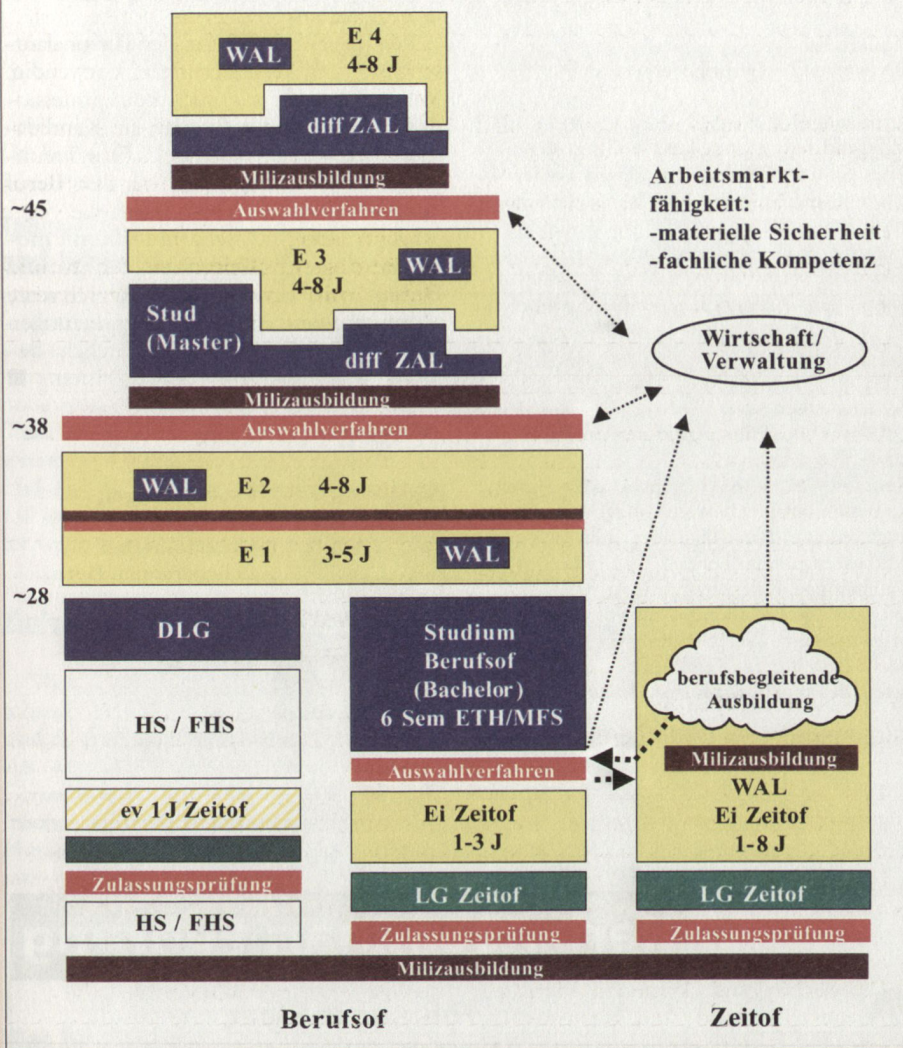 E 4
WAL
4-8 J
diff ZAL
Milizausbildung
~45
Auswahlverfahren
Arbeitsmarkt-
fähigkeit:
-materielle Sicherheit
-fachliche Kompetenz
E 3
WAL
4-8 J
Stud
(Master)
diff ZAL
Wirtschaft/
Verwaltung
Milizausbildung
~38
Auswahlverfahren
WAL E 2 4-8 J
E 1 3-5 J WAL
~28
DLG
Studium
Berufsof
(Bachelor)
6 Sem ETH/MFS
berufsbegleitende
Ausbildung
HS / FHS
Auswahlverfahren
Milizausbildung
WAL
Ei Zeitof
1-8 J
ev 1 J Zeitof
Ei Zeitof
1-3 J
Zulassungsprüfung
LG Zeitof
LG Zeitof
HS / FHS
Zulassungsprüfung
Zulassungsprüfung
Milizausbildung
Berufsof
Zeitof